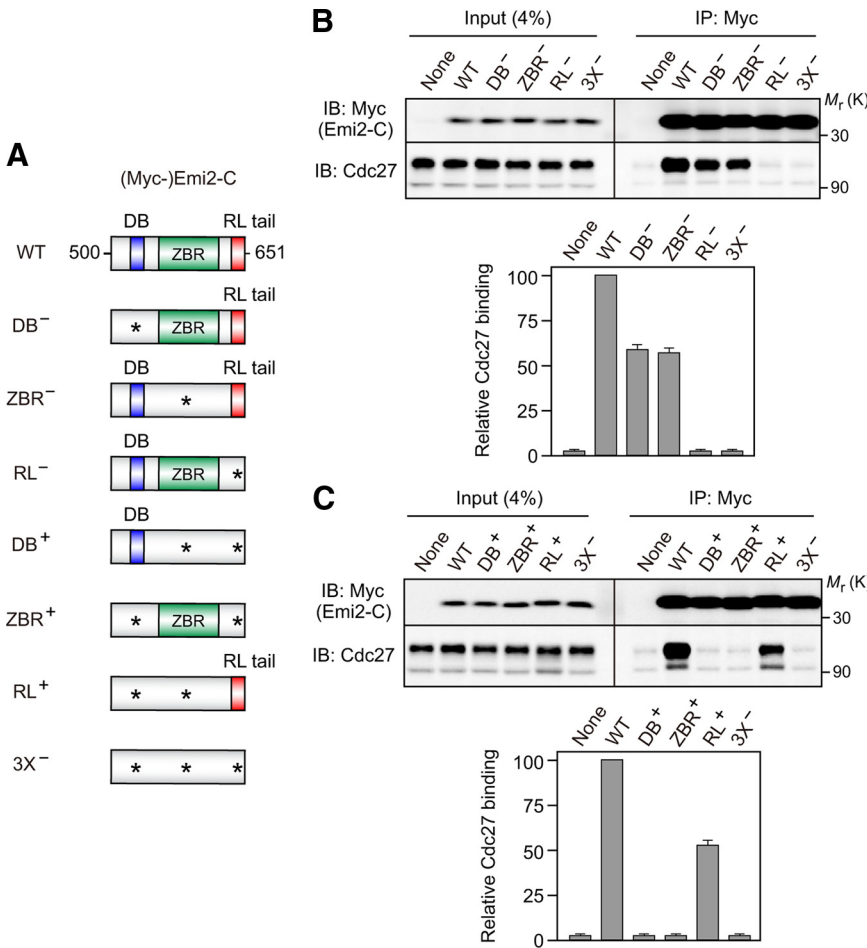 A
(Myc-)Emi2-C
DB RL tail
WT 500 ZBR 651
RL tail
DB⁻ * ZBR
DB RL tail
ZBR⁻ *
DB
RL⁻ ZBR *
DB
DB⁺ * *
ZBR⁺ * ZBR *
RL tail
RL⁺ * *
3X⁻ * * *
B
Input (4%) IP: Myc
None WT DB⁻ ZBR⁻ RL⁻ 3X⁻ None WT DB⁻ ZBR⁻ RL⁻ 3X⁻
Mr (K)
IB: Myc
(Emi2-C)
30
IB: Cdc27
90
None WT DB⁻ ZBR⁻ RL⁻ 3X⁻
Relative Cdc27 binding
100
75
50
25
0
C
Input (4%) IP: Myc
None WT DB⁺ ZBR⁺ RL⁺ 3X⁻ None WT DB⁺ ZBR⁺ RL⁺ 3X⁻
Mr (K
IB: Myc
(Emi2-C)
30
IB: Cdc27
90
None WT DB⁺ ZBR⁺ RL⁺ 3X⁻
Relative Cdc27 binding
100
75
50
25
0